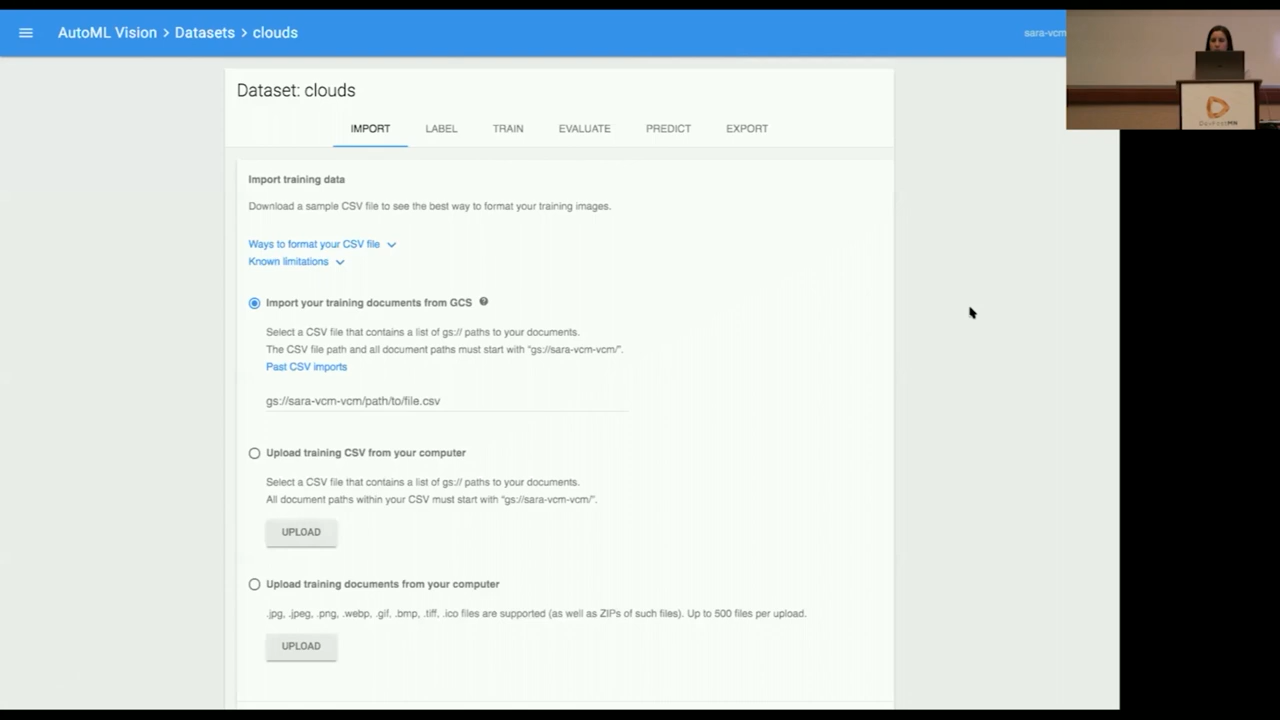 AutoML Vision > Datasets > clouds
sara-vcm
Dataset: clouds
IMPORT LABEL TRAIN EVALUATE PREDICT EXPORT
Import training data
Download a sample CSV file to see the best way to format your training images.
Ways to format your CSV file
Known limitations
Import your training documents from GCS
Select a CSV file that contains a list of gs:// paths to your documents.
The CSV file path and all document paths must start with “gs://sara-vcm-vcm/”.
Past CSV imports
gs://sara-vcm-vcm/path/to/file.csv
Upload training CSV from your computer
Select a CSV file that contains a list of gs:// paths to your documents.
All document paths within your CSV must start with “gs://sara-vcm-vcm/”.
UPLOAD
Upload training documents from your computer
.jpg, .jpeg, .png, .webp, .gif, .bmp, .tiff, .ico files are supported (as well as ZIPs of such files). Up to 500 files per upload.
UPLOAD